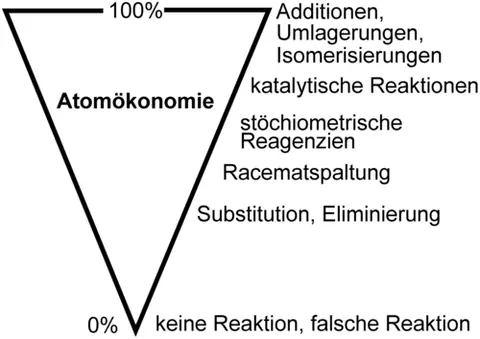 100%
Additionen,
Umlagerungen,
Isomerisierungen
katalytische Reaktionen
Atomökonomie
stöchiometrische
Reagenzien
Racematspaltung
Substitution, Eliminierung
0%
keine Reaktion, falsche Reaktion